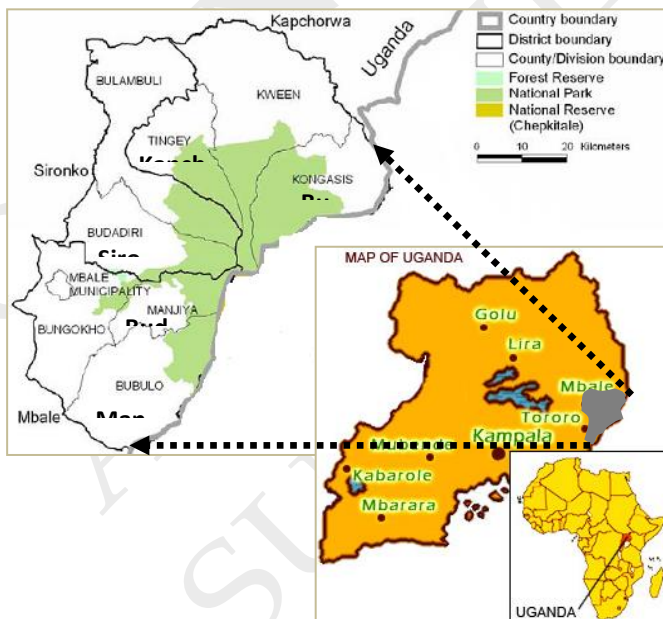 Kapchorwa
Uganda
BULAMBULI
KWEEN
TINGEY
Sironko
KONGASIS
BUDADIRI
MBALE
MUNICIPALITY
MANJIYA
BUNGOKHO
BUBULO
Mbale
Country boundary
District boundary
County/Division boundary
Forest Reserve
National Park
National Reserve
(Chepkitale)
0
10
20 Kilometers
MAP OF UGANDA
Golu
Lira
Mbale
Tororo
Kampala
Kabarole
Mbarara
UGANDA